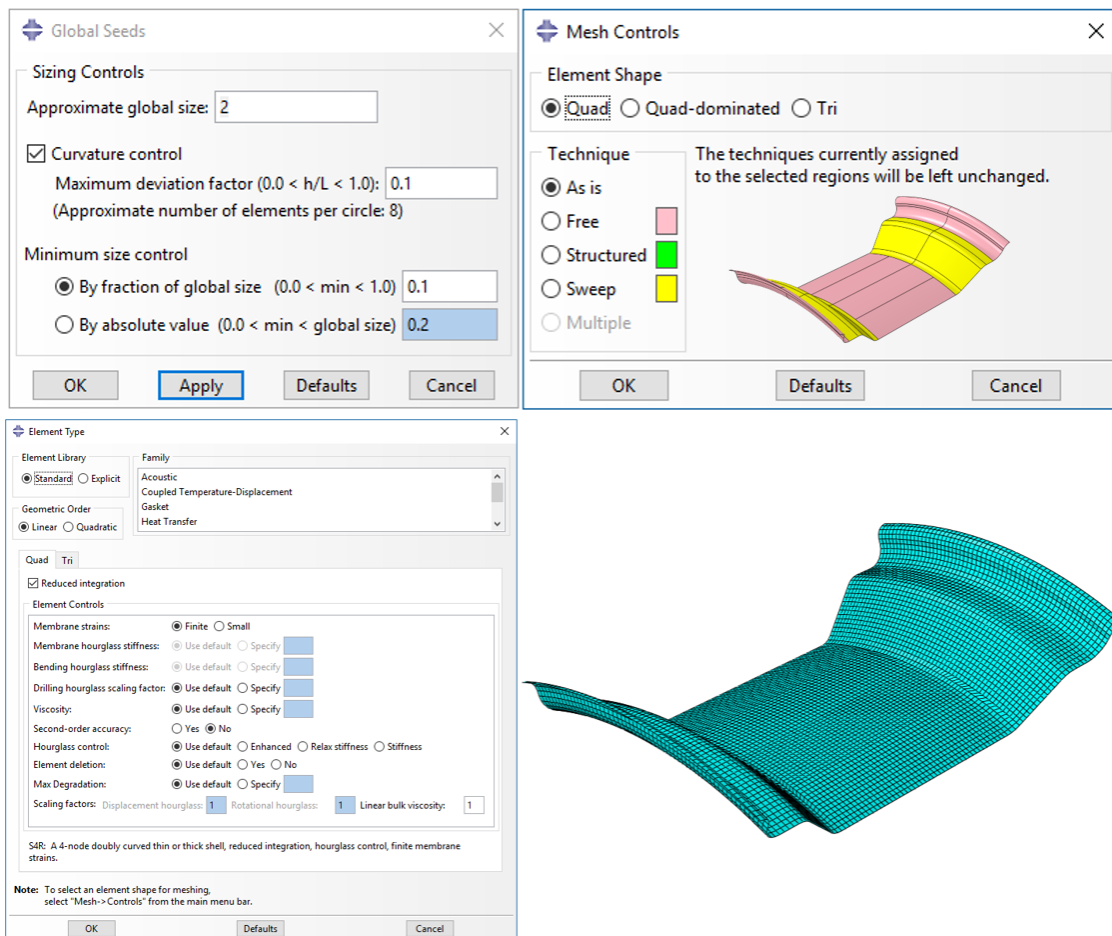 Global Seeds
Sizing Controls
Approximate global size: 2
Curvature control
Maximum deviation factor (0.0 < h/L < 1.0): 0.1
(Approximate number of elements per circle: 8)
Minimum size control
By fraction of global size (0.0 < min < 1.0) 0.1
By absolute value (0.0 < min < global size) 0.2
OK Apply Defaults Cancel
Mesh Controls
Element Shape
Quad Quad-dominated Tri
Technique
As is
Free
Structured
Sweep
Multiple
The techniques currently assigned
to the selected regions will be left unchanged.
OK Defaults Cancel
Element Type
Element Library
Standard Explicit
Geometric Order
Linear Quadratic
Family
Acoustic
Coupled Temperature-Displacement
Gasket
Heat Transfer
Quad Tri
Reduced integration
Element Controls
Membrane strains: Finite Small
Membrane hourglass stiffness: Use default Specify
Bending hourglass stiffness: Use default Specify
Drilling hourglass scaling factor: Use default Specify
Viscosity: Use default Specify
Second-order accuracy: Yes No
Hourglass control: Use default Enhanced Relax stiffness Stiffness
Element deletion: Use default Yes No
Max Degradation: Use default Specify
Scaling factors: Displacement hourglass: 1 Rotational hourglass: 1 Linear bulk viscosity: 1
S4R: A 4-node doubly curved thin or thick shell, reduced integration, hourglass control, finite membrane
strains.
Note: To select an element shape for meshing,
select "Mesh->Controls" from the main menu bar.
OK Defaults Cancel